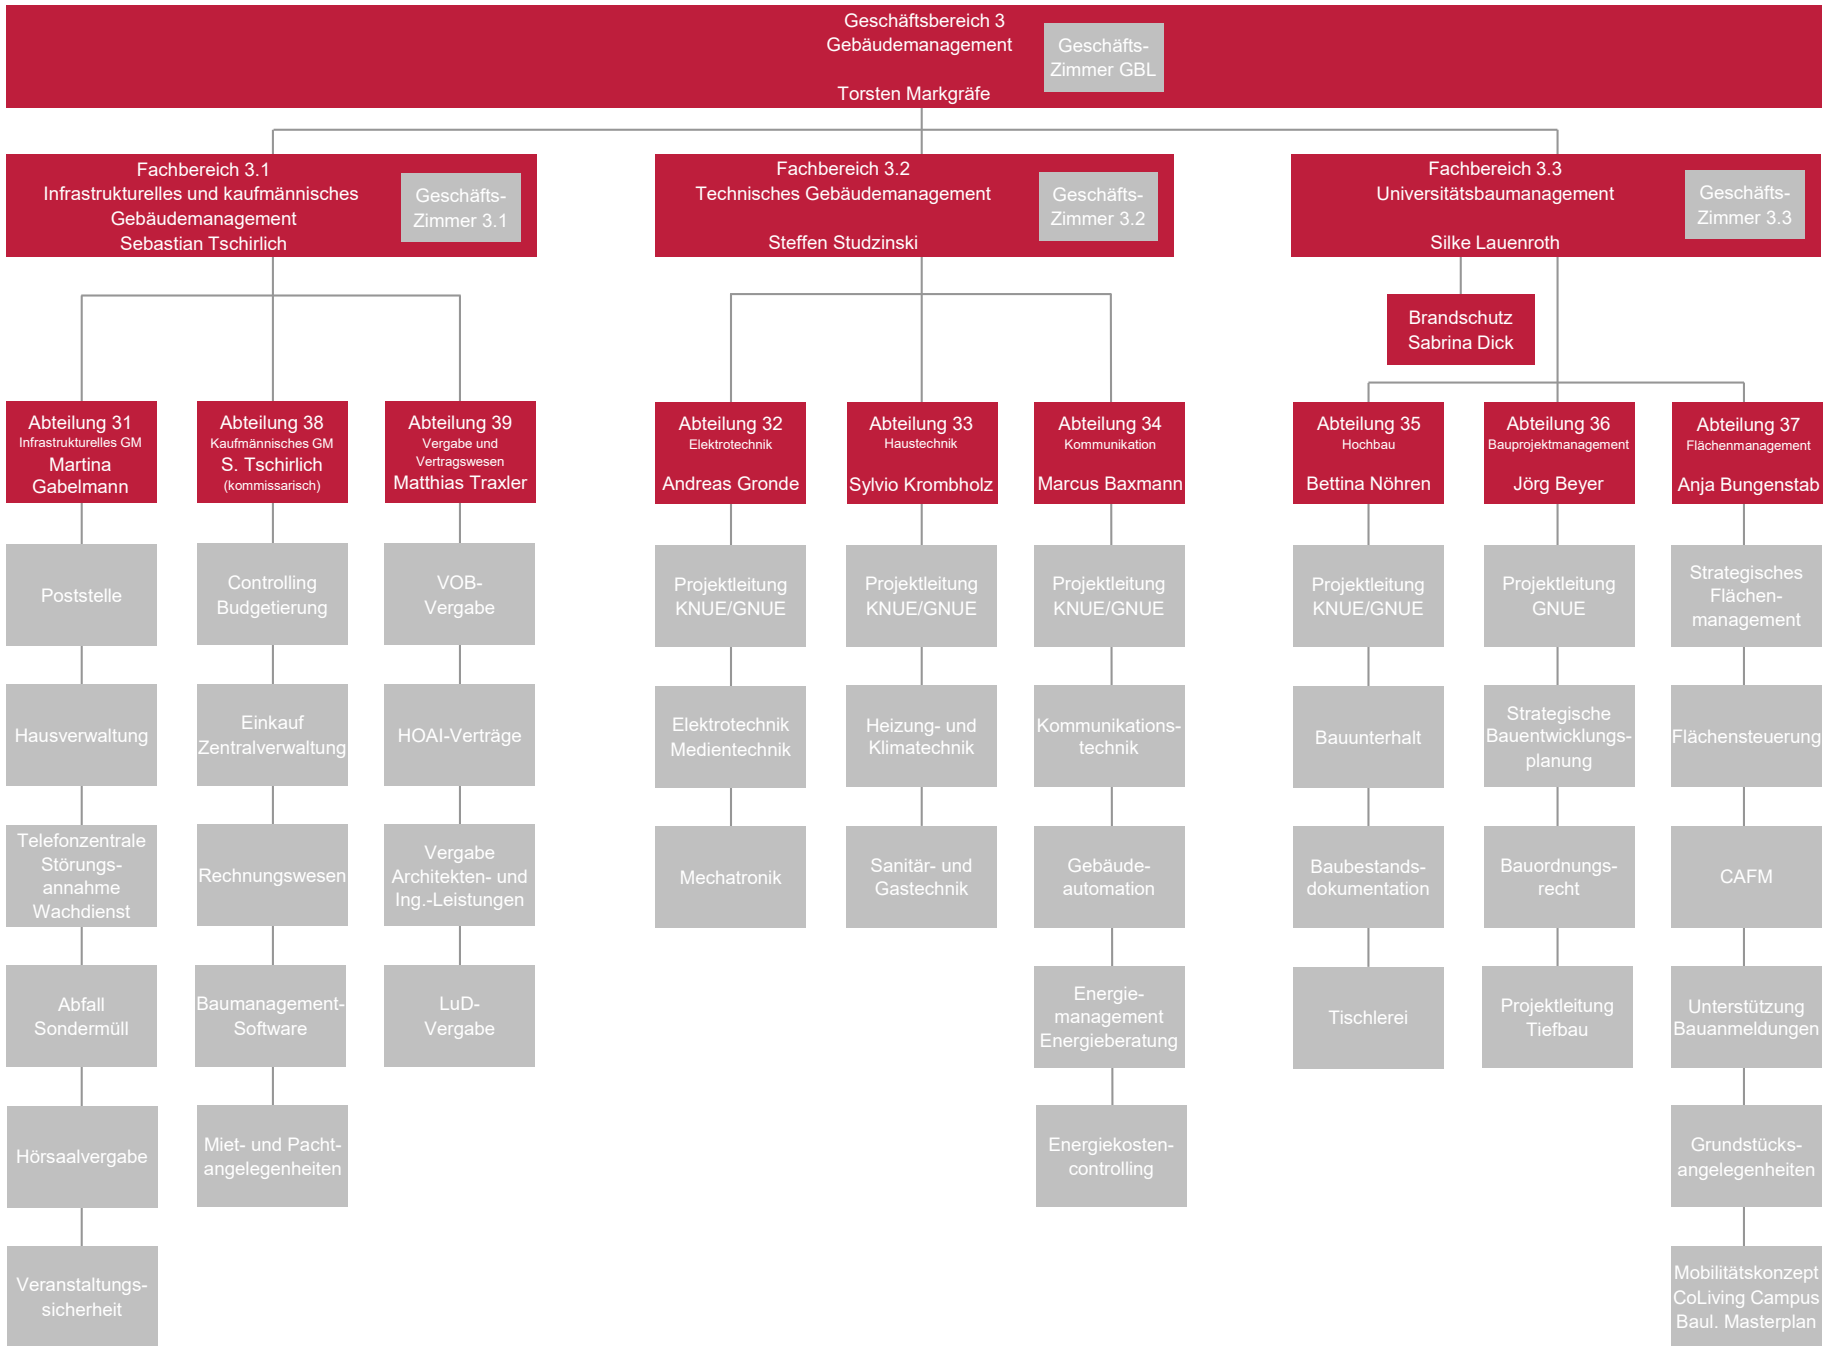 Geschäftsbereich 3
Gebäudemanagement
Torsten Markgräfe
Geschäfts-
Zimmer GBL
Fachbereich 3.1
Infrastrukturelles und kaufmännisches
Gebäudemanagement
Sebastian Tschirlich
Geschäfts-
Zimmer 3.1
Fachbereich 3.2
Technisches Gebäudemanagement
Steffen Studzinski
Geschäfts-
Zimmer 3.2
Fachbereich 3.3
Universitätsbaumanagement
Silke Lauenroth
Geschäfts-
Zimmer 3.3
Brandschutz
Sabrina Dick
Abteilung 31
Infrastrukturelles GM
Martina
Gabelmann
Poststelle
Hausverwaltung
Telefonzentrale
Störungs-
annahme
Wachdienst
Abfall
Sondermüll
Hörsaalvergabe
Veranstaltungs-
sicherheit
Abteilung 38
Kaufmännisches GM
S. Tschirlich
(kommissarisch)
Controlling
Budgetierung
Einkauf
Zentralverwaltung
Rechnungswesen
Baumanagement-
Software
Miet- und Pacht-
angelegenheiten
Abteilung 39
Vergabe und
Vertragswesen
Matthias Traxler
VOB-
Vergabe
HOAI-Verträge
Vergabe
Architekten- und
Ing.-Leistungen
LuD-
Vergabe
Abteilung 32
Elektrotechnik
Andreas Gronde
Projektleitung
KNUE/GNUE
Elektrotechnik
Medientechnik
Mechatronik
Abteilung 33
Haustechnik
Sylvio Krombholz
Projektleitung
KNUE/GNUE
Heizung- und
Klimatechnik
Sanitär- und
Gastechnik
Abteilung 34
Kommunikation
Marcus Baxmann
Projektleitung
KNUE/GNUE
Kommunikations-
technik
Gebäude-
automation
Energie-
management
Energieberatung
Energiekosten-
controlling
Abteilung 35
Hochbau
Bettina Nöhren
Projektleitung
KNUE/GNUE
Bauunterhalt
Baubestands-
dokumentation
Tischlerei
Abteilung 36
Bauprojektmanagement
Jörg Beyer
Projektleitung
GNUE
Strategische
Bauentwicklungs-
planung
Bauordnungs-
recht
Projektleitung
Tiefbau
Abteilung 37
Flächenmanagement
Anja Bungenstab
Strategisches
Flächen-
management
Flächensteuerung
CAFM
Unterstützung
Bauanmeldungen
Grundstücks-
angelegenheiten
Mobilitätskonzept
CoLiving Campus
Baul. Masterplan